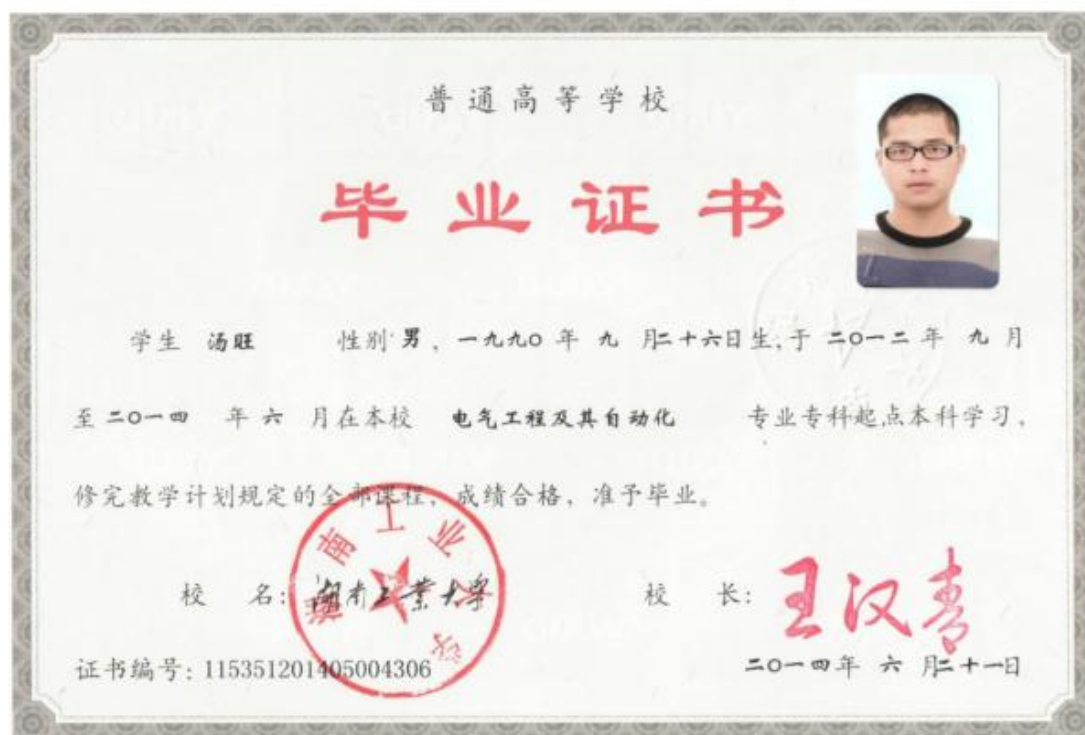 普通高等学校
毕业证书
学生 汤旺 性别 男，一九九〇年 九 月二十六日生，于 二〇一二 年 九 月
至 二〇一四 年 六 月在本校 电气工程及其自动化 专业专科起点本科学习，
修完教学计划规定的全部课程，成绩合格，准予毕业。
校 名：湖南工业大学 校 长：王汉青
湖南工业大学
证书编号：115351201405004306 二〇一四年 六 月二十一日